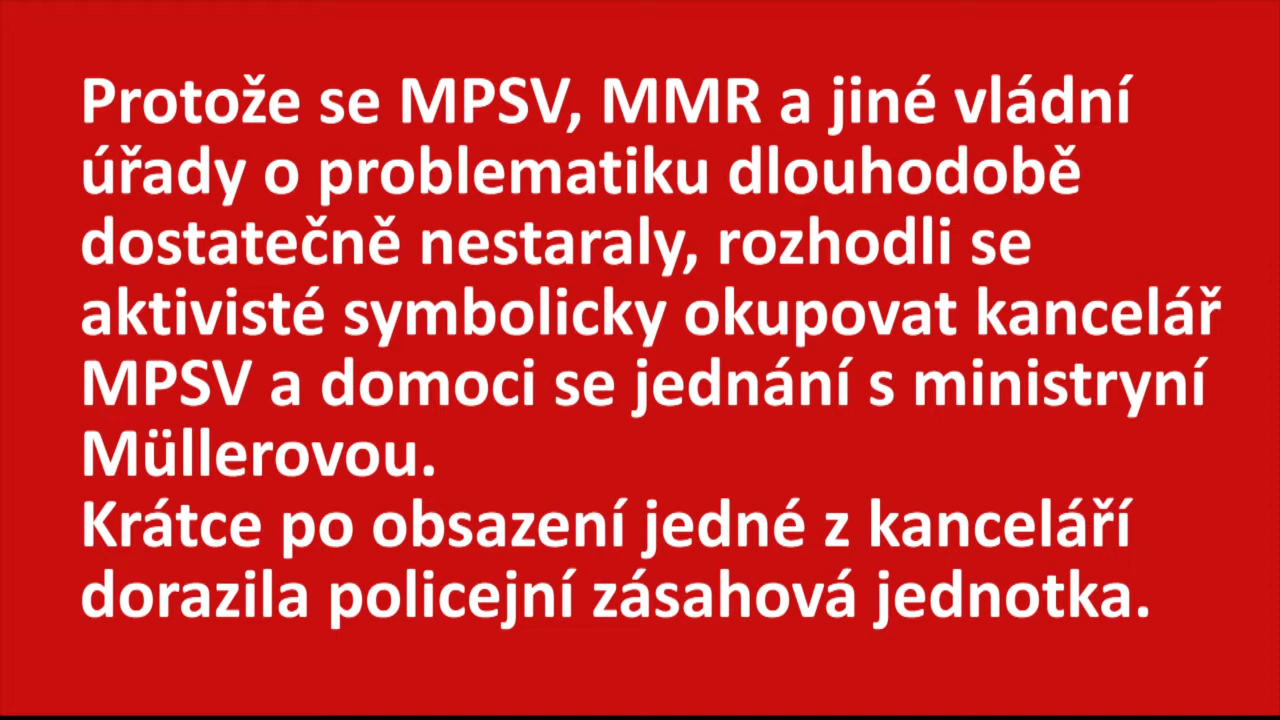 Protože se MPSV, MMR a jiné vládní
úřady o problematiku dlouhodobě
dostatečně nestaraly, rozhodli se
aktivisté symbolicky okupovat kancelář
MPSV a domoci se jednání s ministryní
Müllerovou.
Krátce po obsazení jedné z kanceláří
dorazila policejní zásahová jednotka.